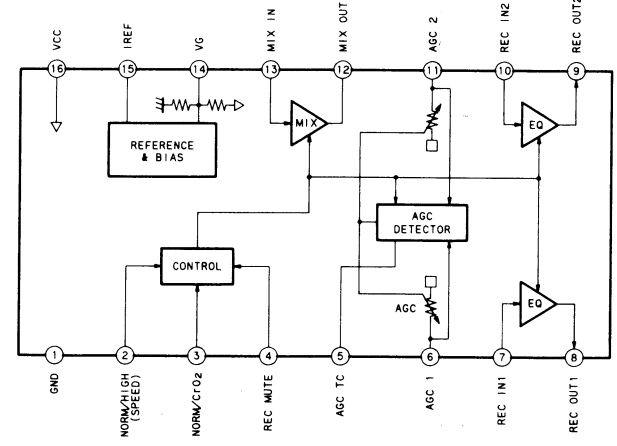 VCC
IREF
VG
MIX IN
MIX OUT
AGC 2
REC IN2
REC OUT2
16
15
14
13
12
11
10
9
MIX
EQ
REFERENCE
& BIAS
AGC
DETECTOR
CONTROL
AGC
EQ
1
2
3
4
5
6
7
8
GND
NORM/HIGH
(SPEED)
NORM/CrO2
REC MUTE
AGC TC
AGC 1
REC IN1
REC OUT1